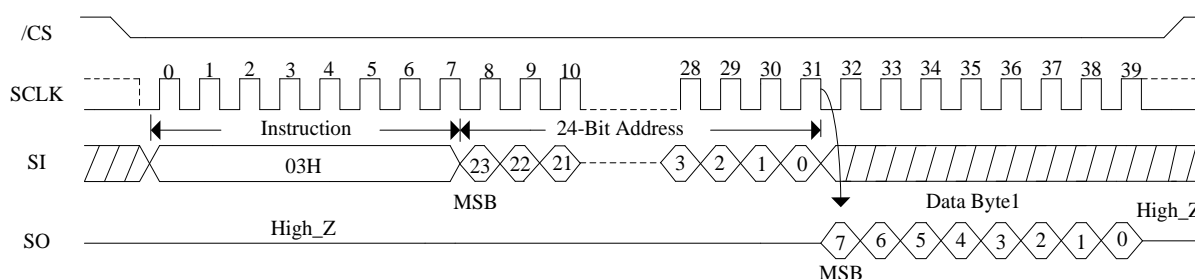 /CS
0 1 2 3 4 5 6 7 8 9 10 28 29 30 31 32 33 34 35 36 37 38 39
SCLK
Instruction 24-Bit Address
SI 03H 23 22 21 3 2 1 0
MSB Data Byte1
High_Z High_Z
SO 7 6 5 4 3 2 1 0
MSB